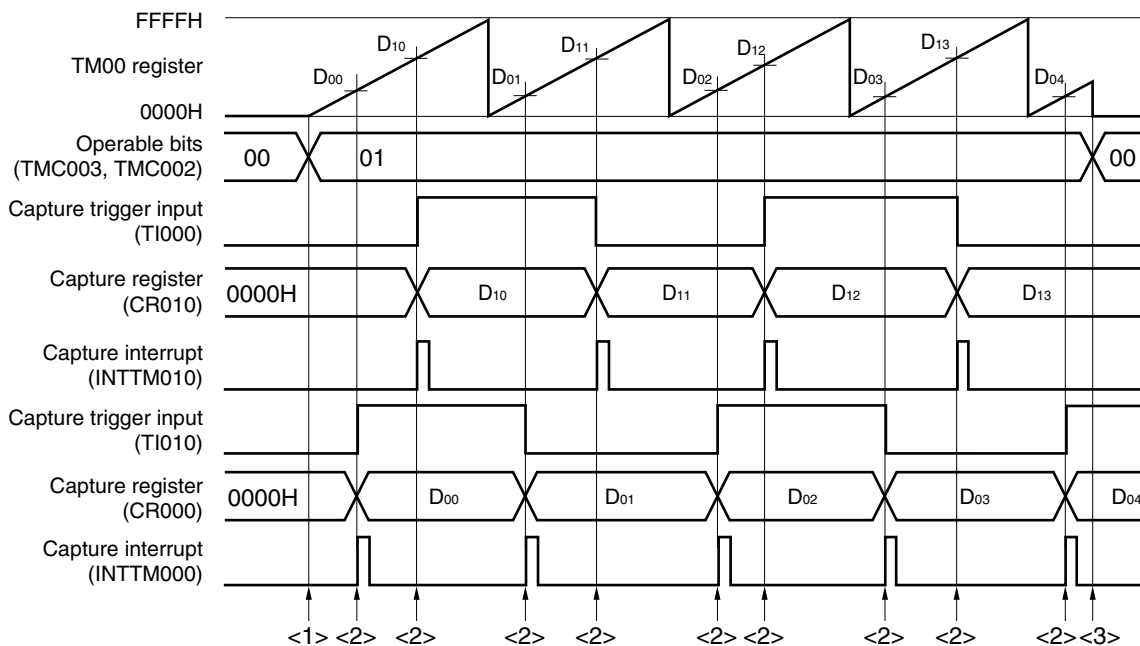 FFFFH
TM00 register
0000H
D10 D11 D12 D13
D00 D01 D02 D03 D04
Operable bits
(TMC003, TMC002)
00 01 00
Capture trigger input
(TI000)
Capture register
(CR010)
0000H D10 D11 D12 D13
Capture interrupt
(INTTM010)
Capture trigger input
(TI010)
Capture register
(CR000)
0000H D00 D01 D02 D03 D04
Capture interrupt
(INTTM000)
<1> <2> <2> <2> <2> <2> <2> <2> <2> <2> <3>